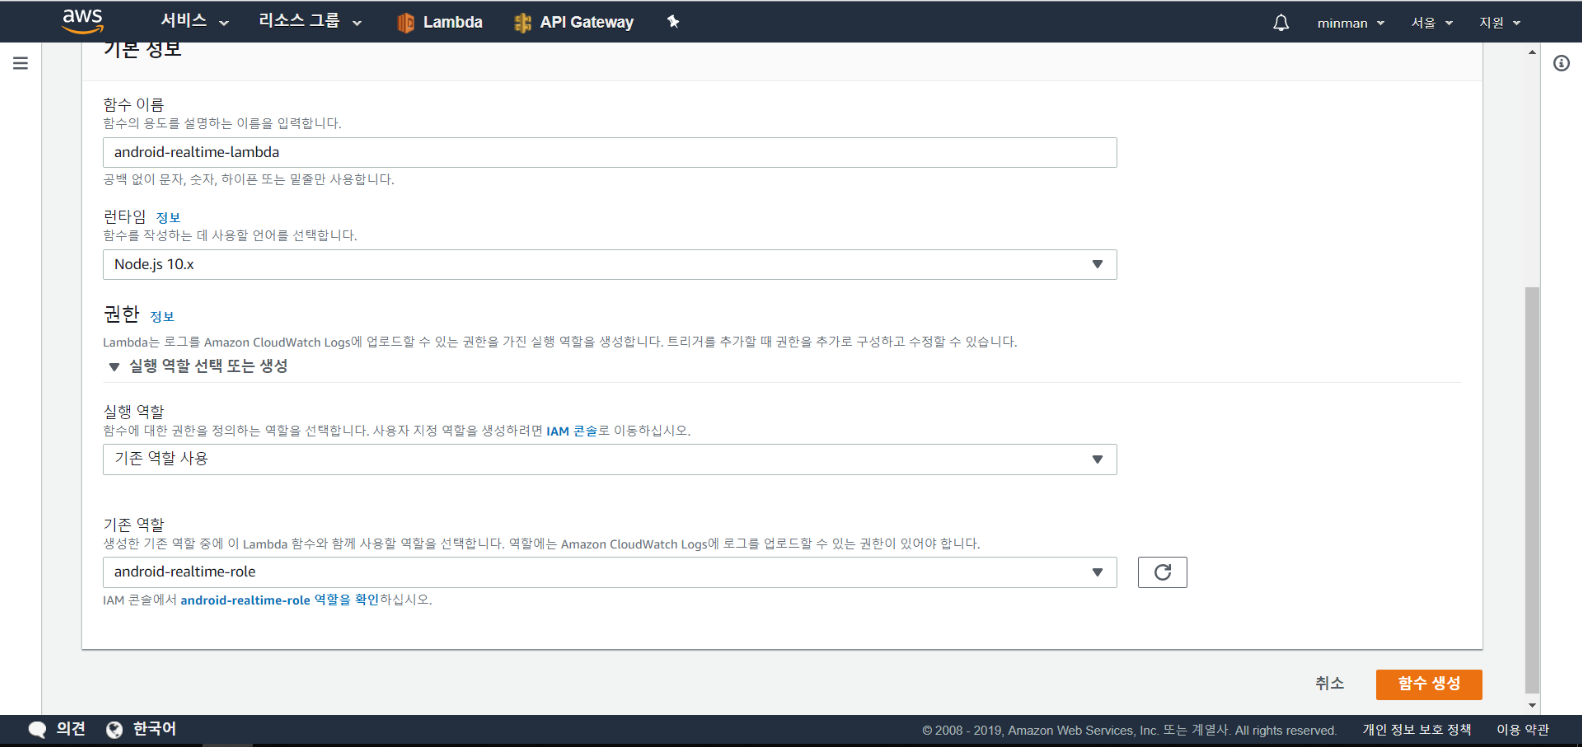 aws 서비스 리소스 그룹 Lambda API Gateway minman 서울 지원
기본 정보
함수 이름
함수의 용도를 설명하는 이름을 입력합니다.
android-realtime-lambda
공백 없이 문자, 숫자, 하이픈 또는 밑줄만 사용합니다.
런타임 정보
함수를 작성하는 데 사용할 언어를 선택합니다.
Node.js 10.x
권한 정보
Lambda는 로그를 Amazon CloudWatch Logs에 업로드할 수 있는 권한을 가진 실행 역할을 생성합니다. 트리거를 추가할 때 권한을 추가로 구성하고 수정할 수 있습니다.
실행 역할 선택 또는 생성
실행 역할
함수에 대한 권한을 정의하는 역할을 선택합니다. 사용자 지정 역할을 생성하려면 IAM 콘솔로 이동하십시오.
기존 역할 사용
기존 역할
생성한 기존 역할 중에 이 Lambda 함수와 함께 사용할 역할을 선택합니다. 역할에는 Amazon CloudWatch Logs에 로그를 업로드할 수 있는 권한이 있어야 합니다.
android-realtime-role
IAM 콘솔에서 android-realtime-role 역할을 확인하십시오.
취소 함수 생성
의견 한국어 © 2008 - 2019, Amazon Web Services, Inc. 또는 계열사. All rights reserved. 개인 정보 보호 정책 이용 약관